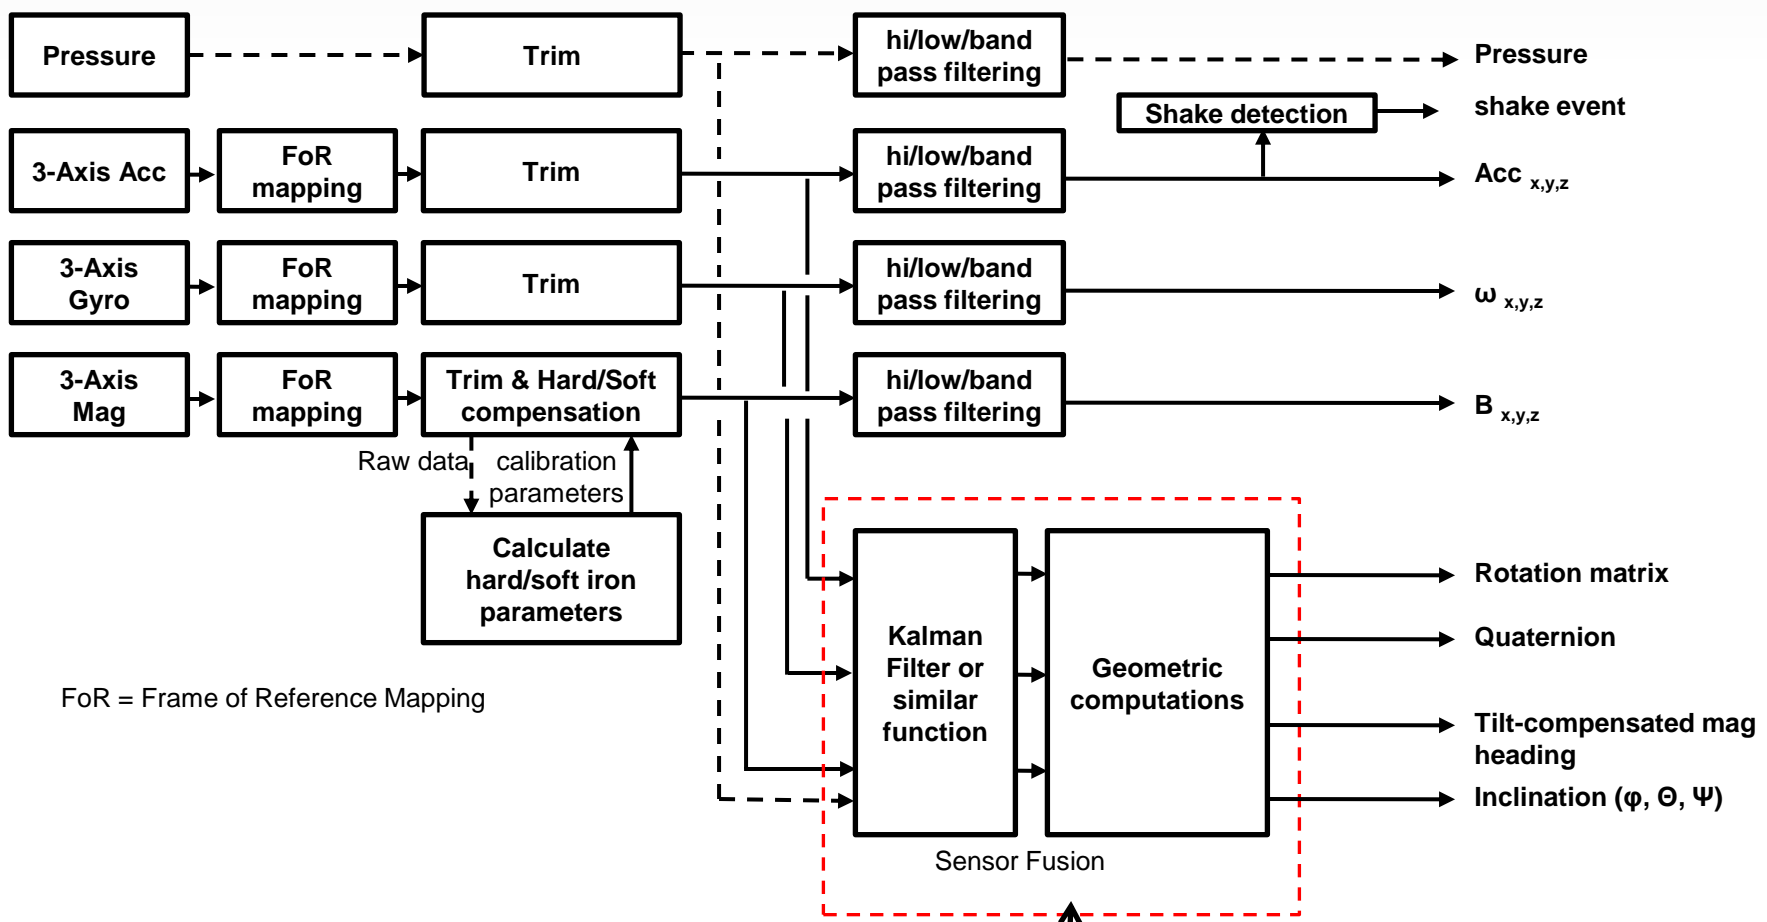 Pressure
Trim
hi/low/band
pass filtering
Pressure
Shake detection
shake event
3-Axis Acc
FoR
mapping
Trim
hi/low/band
pass filtering
Acc x,y,z
3-Axis
Gyro
FoR
mapping
Trim
hi/low/band
pass filtering
ω x,y,z
3-Axis
Mag
FoR
mapping
Trim & Hard/Soft
compensation
hi/low/band
pass filtering
B x,y,z
Raw data
calibration
parameters
Calculate
hard/soft iron
parameters
FoR = Frame of Reference Mapping
Kalman
Filter or
similar
function
Geometric
computations
Sensor Fusion
Rotation matrix
Quaternion
Tilt-compensated mag
heading
Inclination (φ, Θ, Ψ)